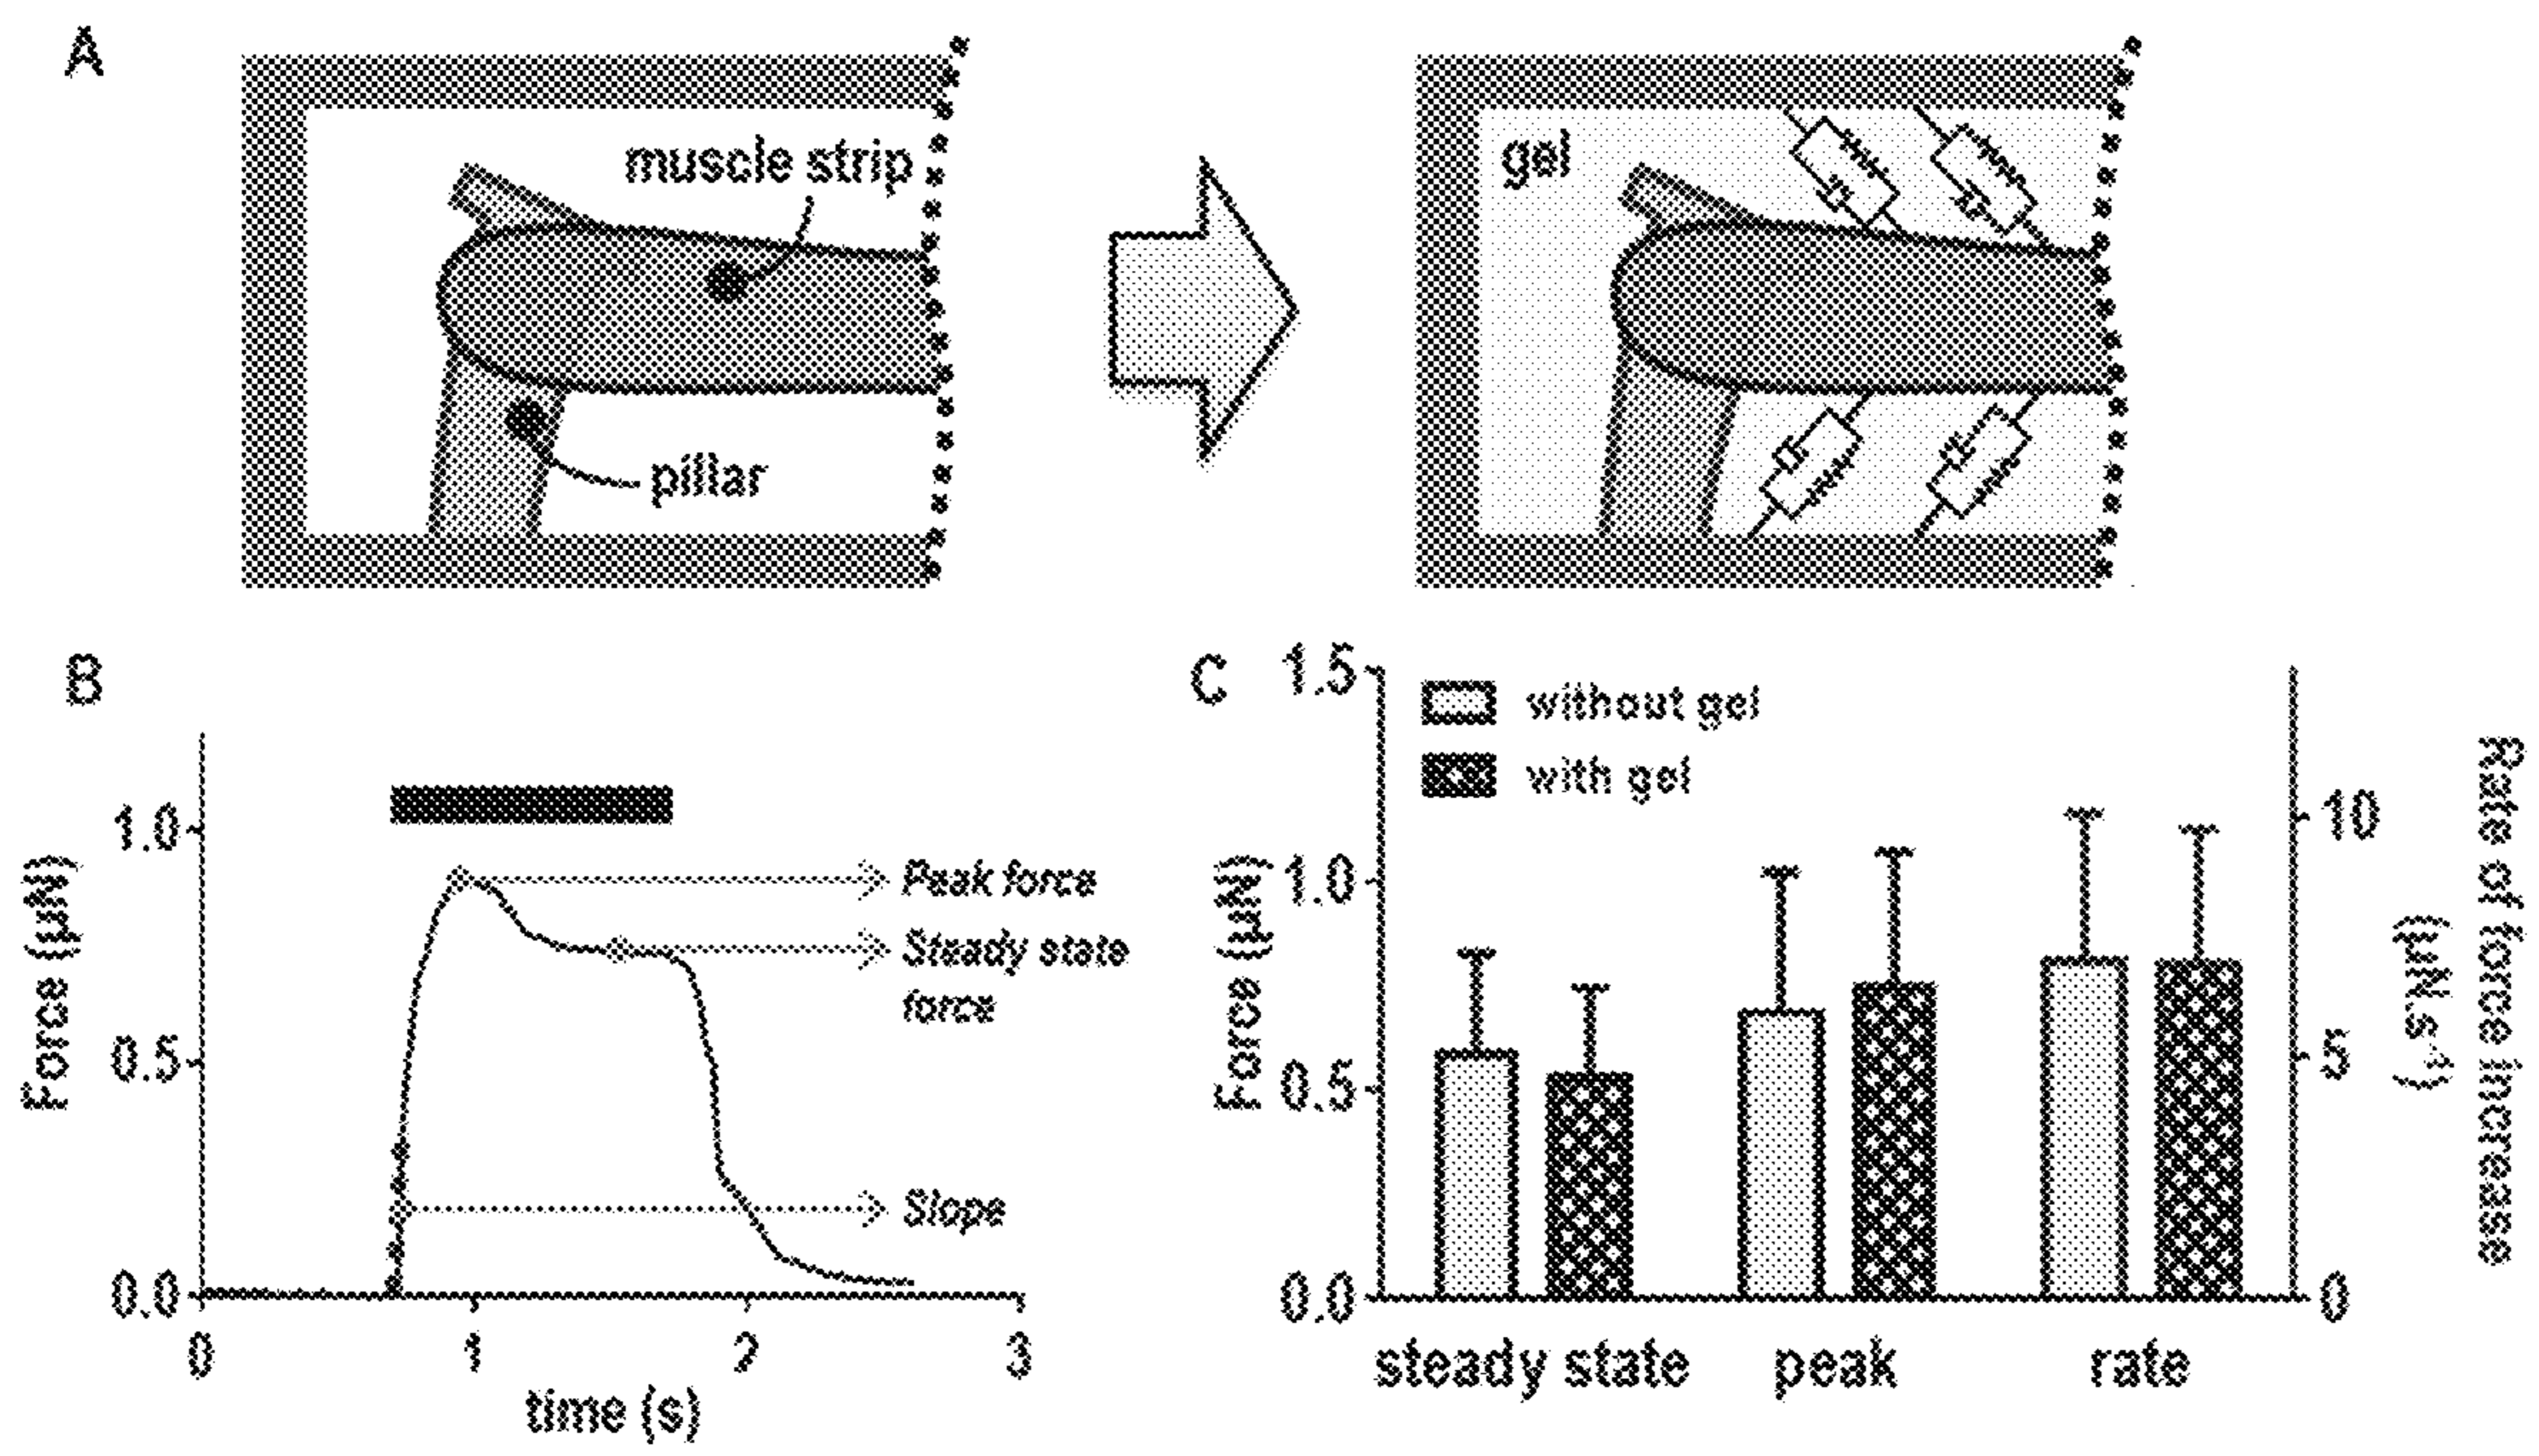 A
muscle strip
pillar
gel
B
Force (µN)
1.0
0.5
0.0
Peak force
Steady state
force
Slope
0
1
2
3
time (s)
C
1.5
1.0
0.5
0.0
Force (µN)
without gel
with gel
steady state
peak
rate
10
5
0
Rate of force increase
(µN.s⁻¹)